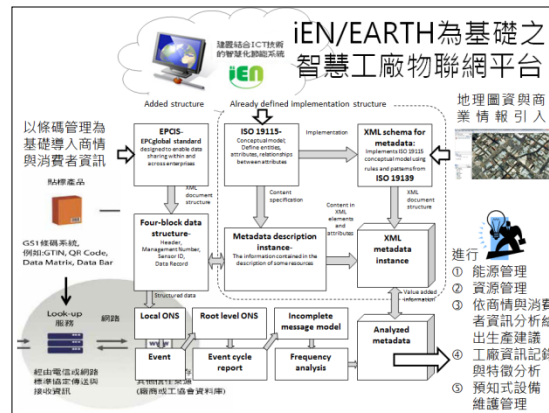 iEN/EARTH為基礎之
智慧工廠物聯網平台
建置結合ICT技術
的智慧化節能系統
iEN
Added structure
Already defined implementation structure
以條碼管理為
基礎導入商情
與消費者資訊
EPCIS-
EPCglobal standard
designed to enable data
sharing within and
across enterprises
ISO 19115-
Conceptual model;
Define entities,
attributes, relationships
between attributes
Implementation
XML schema for
metadata:
Implements ISO 19115
conceptual model using
rules and patterns from
ISO 19139
地理圖資與商
業情報引入
貼標產品
XML
document
structure
Content
specification
Content in
XML
elements
and
attributes
XML
document
structure
GS1條碼系統,
例如:GTIN, QR Code,
Data Matrix, Data Bar
Four-block data
structure-
Header,
Management Number,
Sensor ID,
Data Record
Metadata description
instance-
The information contained in the
description of some resources
XML
metadata
instance
Structured data
Value added
information
Look-up
服務
網路
Local ONS
Root level ONS
Incomplete
message model
Analyzed
metadata
Event
Event cycle
report
Frequency
analysis
經由電信或網路
標準協定傳送與
接收資訊
(廠商或工協會資料庫)
進行
① 能源管理
② 資源管理
③ 依商情與消費
者資訊分析給
出生產建議
④ 工廠資訊記錄
與特徵分析
⑤ 預知式設備
維護管理